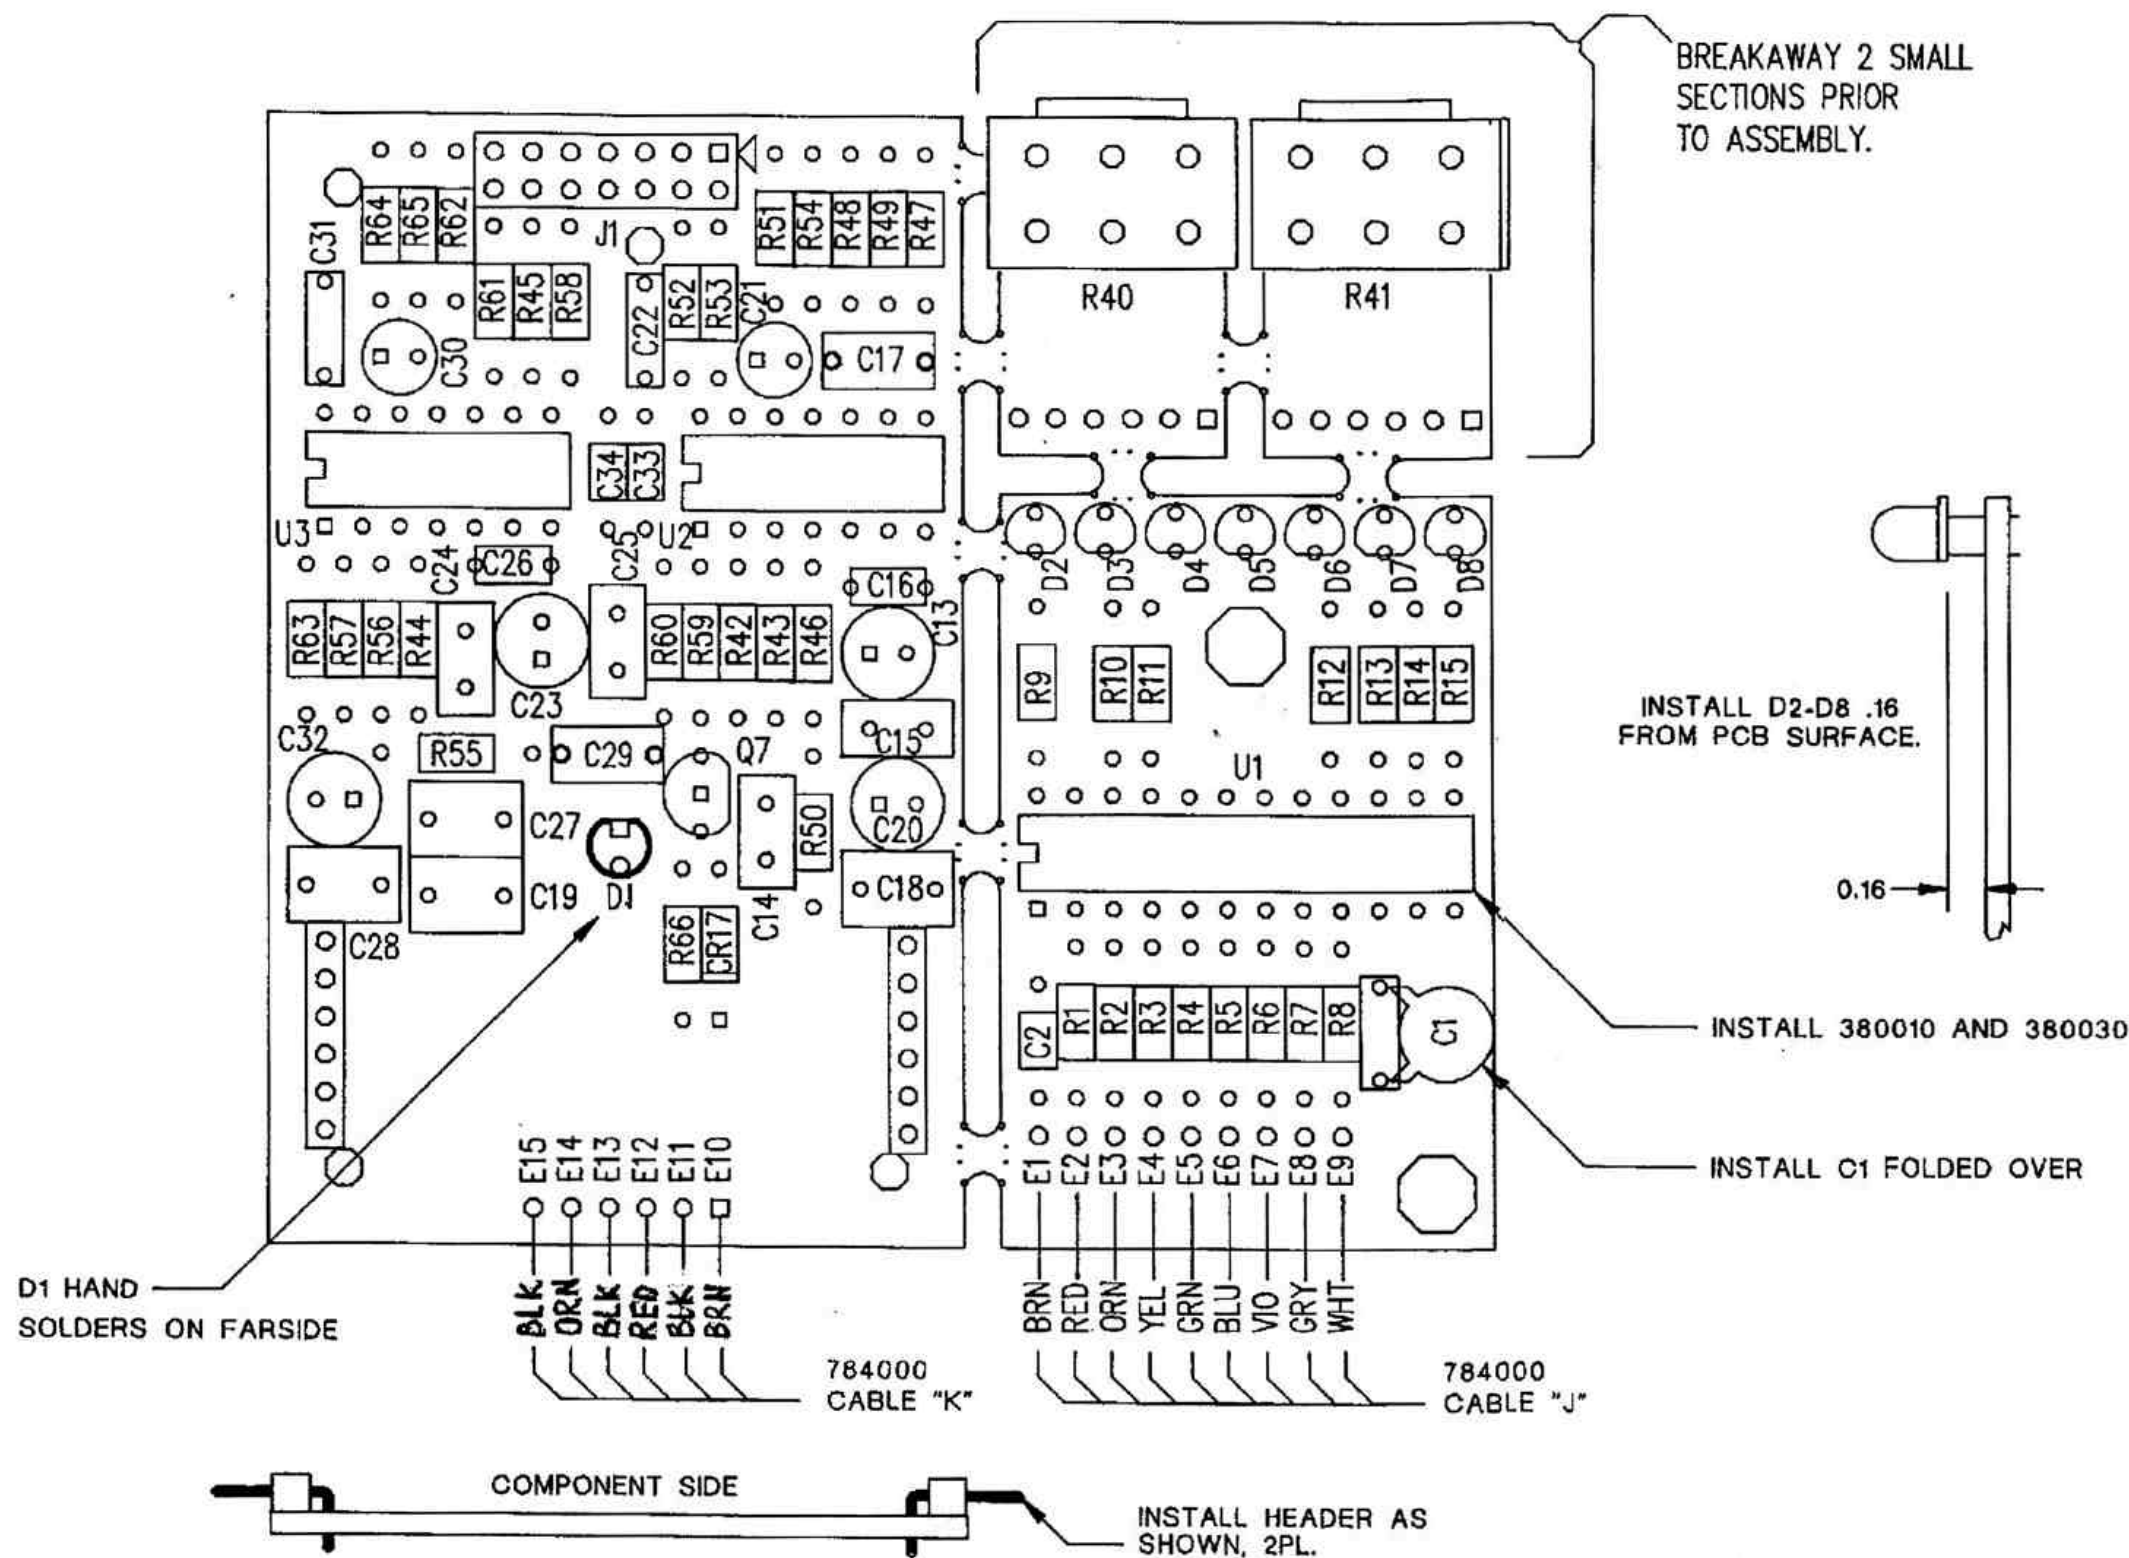 BREAKAWAY 2 SMALL
SECTIONS PRIOR
TO ASSEMBLY.
R64 R65 R62
J1
R51 R54 R48 R49 R47
C31
R61 R45 R58
C22
R52 R53
C21
R40
R41
C30
C17
C34 C33
U3
C24
C26
C25
U2
D2 D3 D4 D5 D6 D7 D8
C16
C13
R63 R57 R56 R44
R60 R59 R42 R43 R46
R9
R10 R11
R12 R13 R14 R15
C23
INSTALL D2-D8 .16
FROM PCB SURFACE.
C32
R55
C29
Q7
C15
U1
C27
R50
C20
C19
D1
C14
C18
0.16
C28
R66 CR17
C2
R1 R2 R3 R4 R5 R6 R7 R8
C1
INSTALL 380010 AND 380030
INSTALL C1 FOLDED OVER
E15 E14 E13 E12 E11 E10
E1 E2 E3 E4 E5 E6 E7 E8 E9
D1 HAND
SOLDERS ON FARSIDE
BLK ORN BLK RED BLK BRN
BRN RED ORN YEL GRN BLU VIO GRY WHT
784000
CABLE "K"
784000
CABLE "J"
COMPONENT SIDE
INSTALL HEADER AS
SHOWN, 2PL.